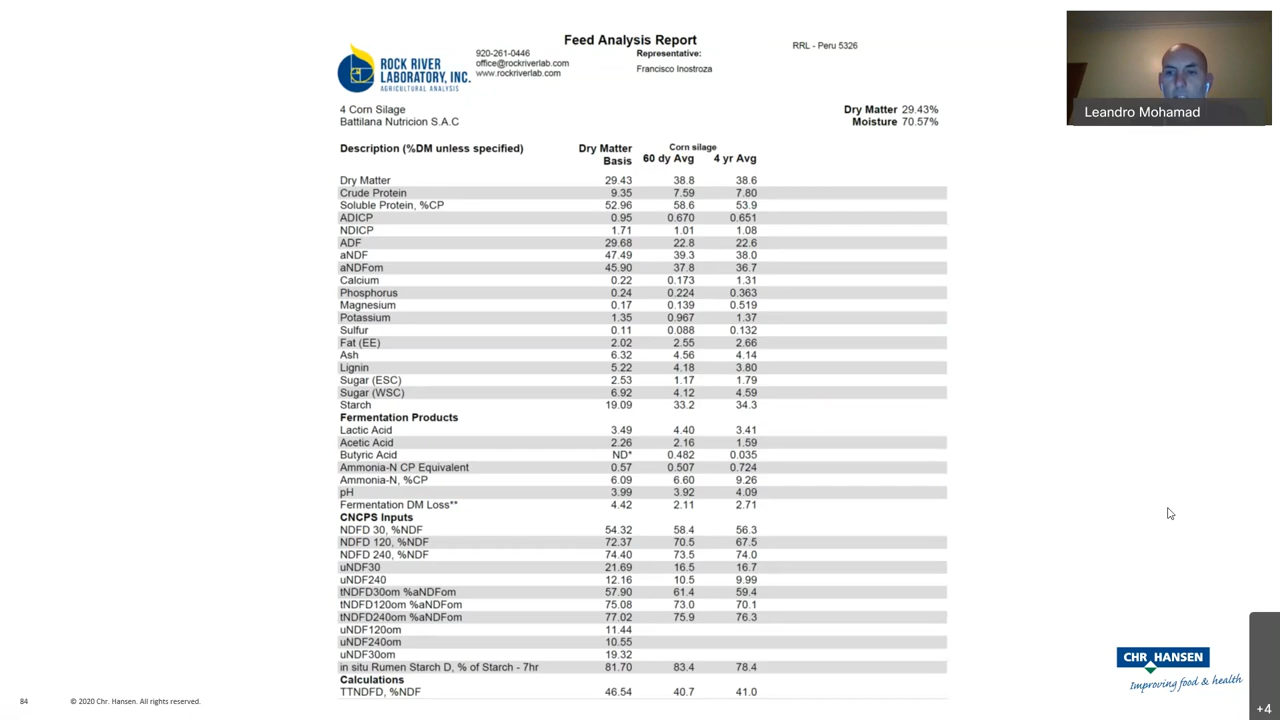 Feed Analysis Report
RRL - Peru 5326
920-261-0446
office@rockriverlab.com
www.rockriverlab.com
Representative:
Francisco Inostroza
ROCK RIVER
LABORATORY, INC.
AGRICULTURAL ANALYSIS
Leandro Mohamad
4 Corn Silage
Battilana Nutricion S.A.C
Dry Matter 29.43%
Moisture 70.57%
Description (%DM unspecified) Dry Matter Basis Corn silage 60 dy Avg 4 yr Avg
Dry Matter 29.43 38.8 38.6
Crude Protein 9.35 7.59 7.80
Soluble Protein, %CP 52.96 58.6 53.9
ADICP 0.95 0.670 0.651
NDICP 1.71 1.01 1.08
ADF 29.68 22.8 22.6
aNDF 47.49 39.3 38.0
aNDFom 45.90 37.8 36.7
Calcium 0.22 0.173 1.31
Phosphorus 0.24 0.224 0.363
Magnesium 0.17 0.139 0.519
Potassium 1.35 0.967 1.37
Sulfur 0.11 0.088 0.132
Fat (EE) 2.02 2.55 2.66
Ash 6.32 4.56 4.14
Lignin 5.22 4.18 3.80
Sugar (ESC) 2.53 1.17 1.79
Sugar (WSC) 6.92 4.12 4.59
Starch 19.09 33.2 34.3
Fermentation Products
Lactic Acid 3.49 4.40 3.41
Acetic Acid 2.26 2.16 1.59
Butyric Acid ND* 0.482 0.035
Ammonia-N CP Equivalent 0.57 0.507 0.724
Ammonia-N, %CP 6.09 6.60 9.26
pH 3.99 3.92 4.09
Fermentation DM Loss** 4.42 2.11 2.71
CNCPS Inputs
NDFD 30, %NDF 54.32 58.4 56.3
NDFD 120, %NDF 72.37 70.5 67.5
NDFD 240, %NDF 74.40 73.5 74.0
uNDF30 21.69 16.5 16.7
uNDF240 12.16 10.5 9.99
tNDFD30om %aNDFom 57.90 61.4 59.4
tNDFD120om %aNDFom 75.08 73.0 70.1
tNDFD240om %aNDFom 77.02 75.9 76.3
uNDF120om 11.44
uNDF240om 10.55
uNDF30om 19.32
in situ Rumen Starch D, % of Starch - 7hr 81.70 83.4 78.4
Calculations
TTNDFD, %NDF 46.54 40.7 41.0
CHR HANSEN
Improving food & health
84
© 2020 Chr. Hansen. All rights reserved.
+4